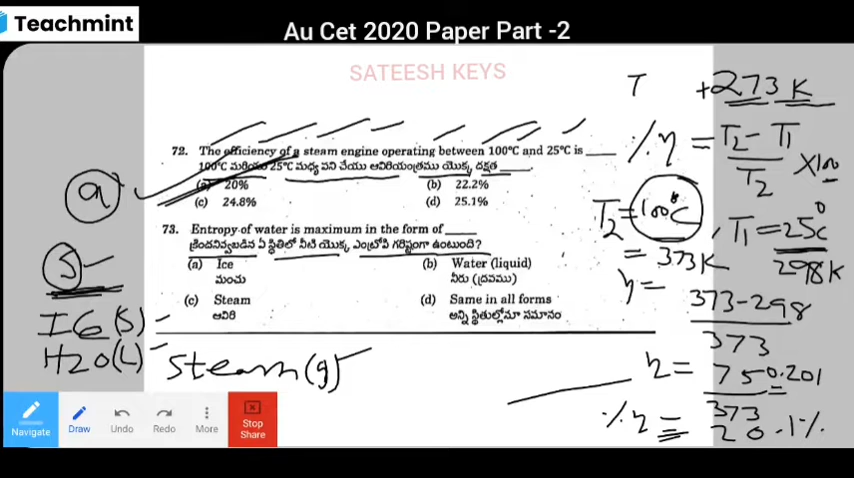 Teachmint
Au Cet 2020 Paper Part -2
SATEESH KEYS
72. The efficiency of a steam engine operating between 100°C and 25°C is ____
100°C మరియు 25°C మధ్య పని చేయు ఆవిరియంత్రము యొక్క దక్షత ____
(a) 20% (b) 22.2%
(c) 24.8% (d) 25.1%
73. Entropy of water is maximum in the form of ____
క్రిందనివ్వబడిన ఏ స్థితిలో నీటి యొక్క ఎంట్రోపి గరిష్టంగా ఉంటుంది?
(a) Ice (b) Water (liquid)
మంచు నీరు (ద్రవము)
(c) Steam (d) Same in all forms
ఆవిరి అన్ని స్థితుల్లోనూ సమానం
a
S
ICE(S)
H2O(L)
Steam(g)
T +273 K
% η = T2 - T1 / T2 × 100
T2 = 100°C, T1 = 25°C
= 373K 298K
η = 373-298 / 373
η = 75 / 373 = 0.201
% η = 20.1%
Navigate Draw Undo Redo More Stop Share